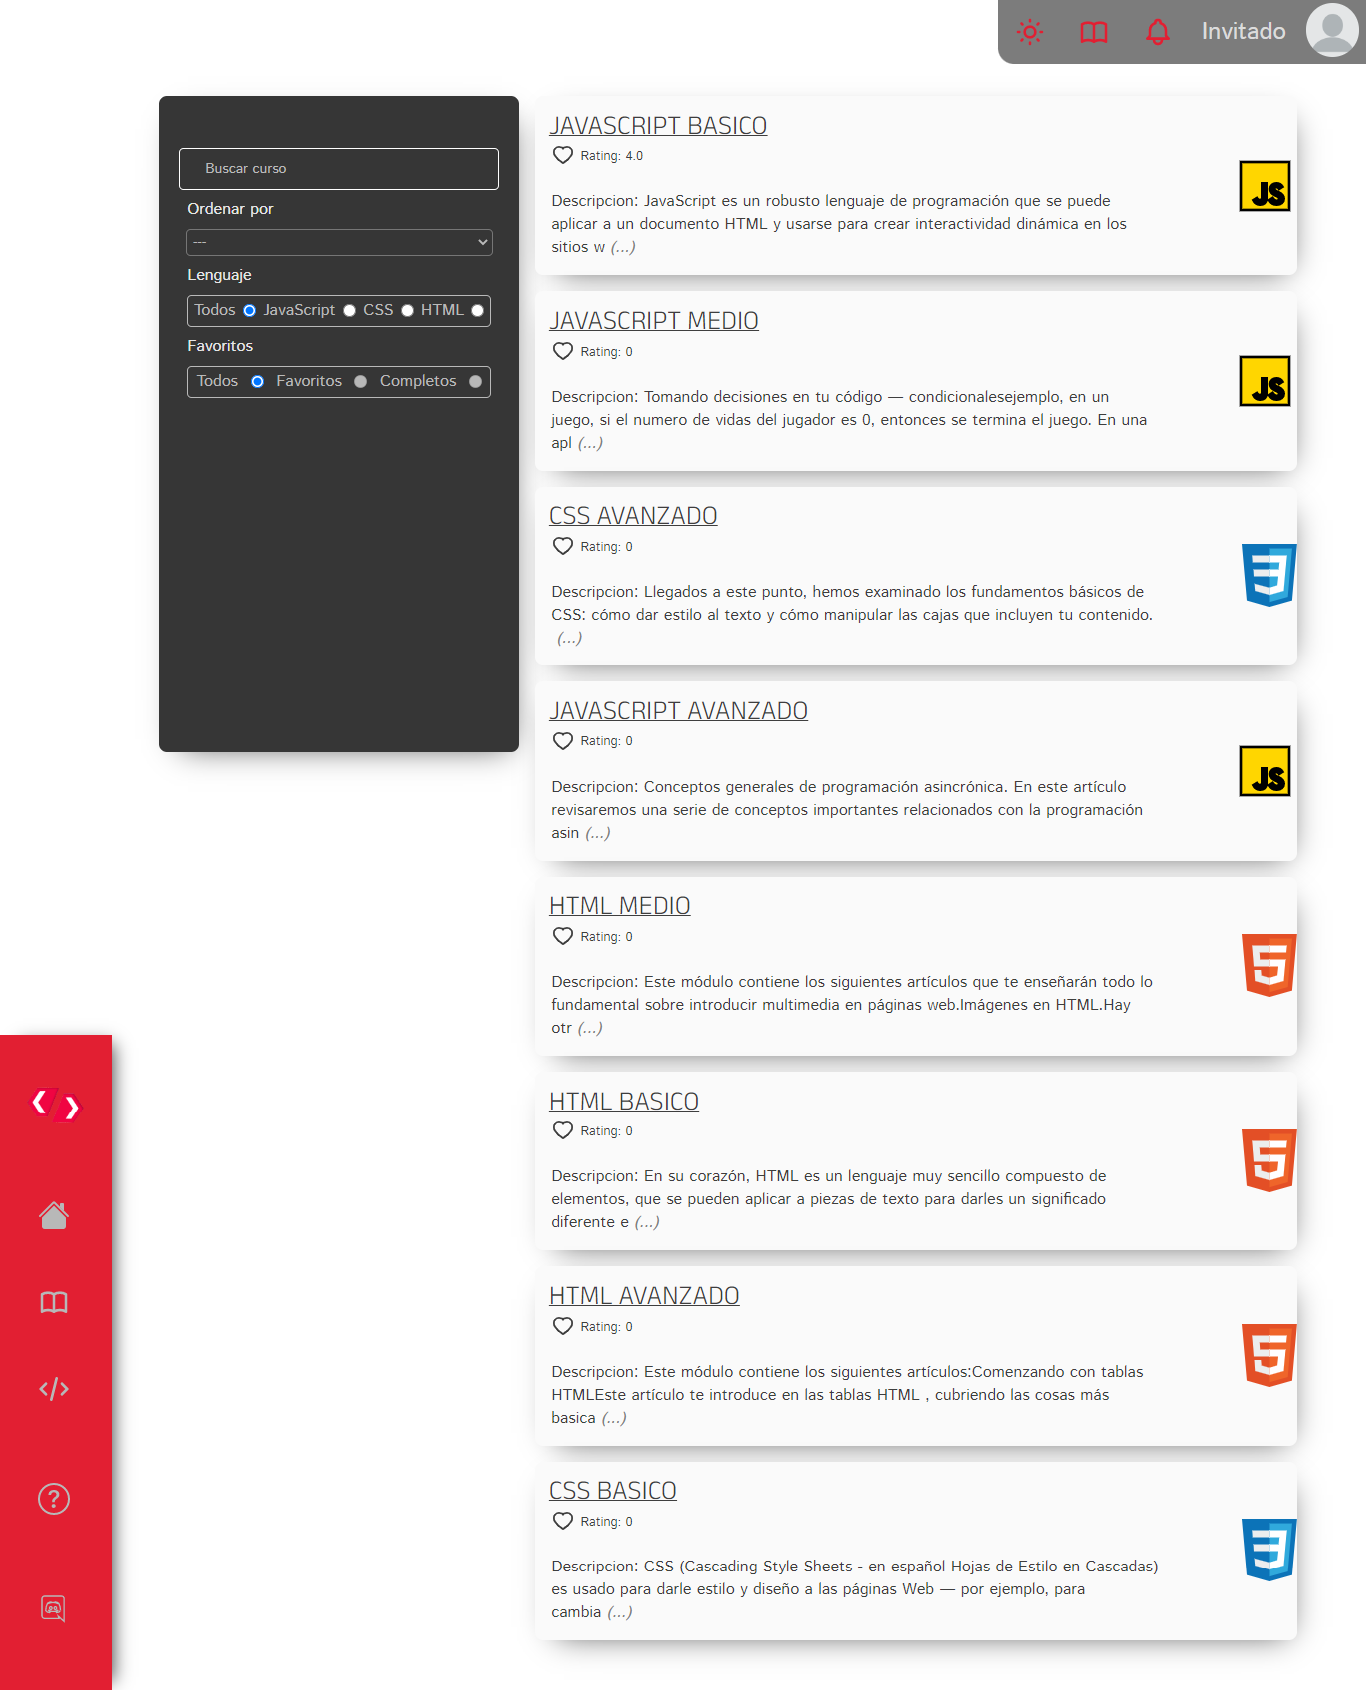 Invitado
Buscar curso
Ordenar por
---
Lenguaje
Todos JavaScript CSS HTML
Favoritos
Todos Favoritos Completos
JAVASCRIPT BASICO
Rating: 4.0
Descripcion: JavaScript es un robusto lenguaje de programación que se puede
aplicar a un documento HTML y usarse para crear interactividad dinámica en los
sitios w (...)
JS
JAVASCRIPT MEDIO
Rating: 0
Descripcion: Tomando decisiones en tu código — condicionalesejemplo, en un
juego, si el numero de vidas del jugador es 0, entonces se termina el juego. En una
apl (...)
JS
CSS AVANZADO
Rating: 0
Descripcion: Llegados a este punto, hemos examinado los fundamentos básicos de
CSS: cómo dar estilo al texto y cómo manipular las cajas que incluyen tu contenido.
(...)
3
JAVASCRIPT AVANZADO
Rating: 0
Descripcion: Conceptos generales de programación asincrónica. En este artículo
revisaremos una serie de conceptos importantes relacionados con la programación
asin (...)
JS
HTML MEDIO
Rating: 0
Descripcion: Este módulo contiene los siguientes artículos que te enseñarán todo lo
fundamental sobre introducir multimedia en páginas web.Imágenes en HTML.Hay
otr (...)
5
HTML BASICO
Rating: 0
Descripcion: En su corazón, HTML es un lenguaje muy sencillo compuesto de
elementos, que se pueden aplicar a piezas de texto para darles un significado
diferente e (...)
5
HTML AVANZADO
Rating: 0
Descripcion: Este módulo contiene los siguientes artículos:Comenzando con tablas
HTMLEste artículo te introduce en las tablas HTML , cubriendo las cosas más
basica (...)
5
CSS BASICO
Rating: 0
Descripcion: CSS (Cascading Style Sheets - en español Hojas de Estilo en Cascadas)
es usado para darle estilo y diseño a las páginas Web — por ejemplo, para
cambia (...)
3